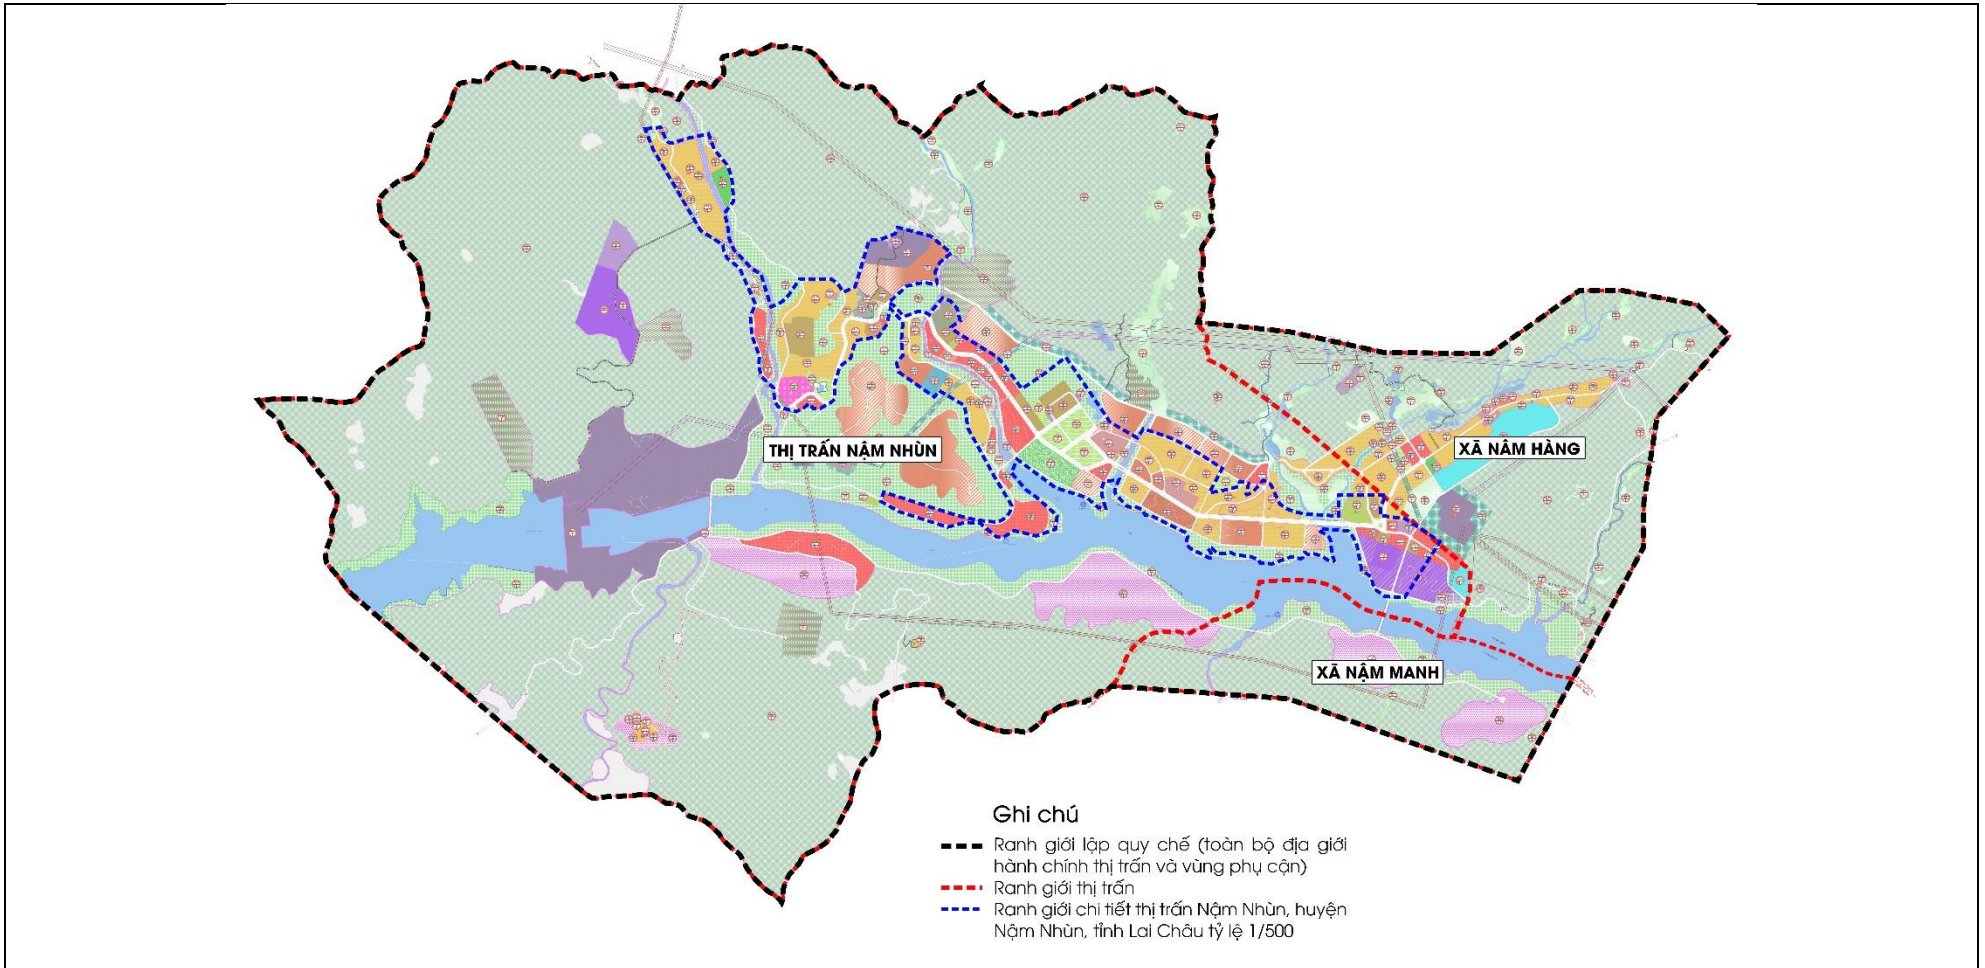 THỊ TRẤN NẬM NHÙN
XÃ NẬM HÀNG
XÃ NẬM MANH
Ghi chú
Ranh giới lập quy chế (toàn bộ địa giới
hành chính thị trấn và vùng phụ cận)
Ranh giới thị trấn
Ranh giới chi tiết thị trấn Nậm Nhùn, huyện
Nậm Nhùn, tỉnh Lai Châu tỷ lệ 1/500